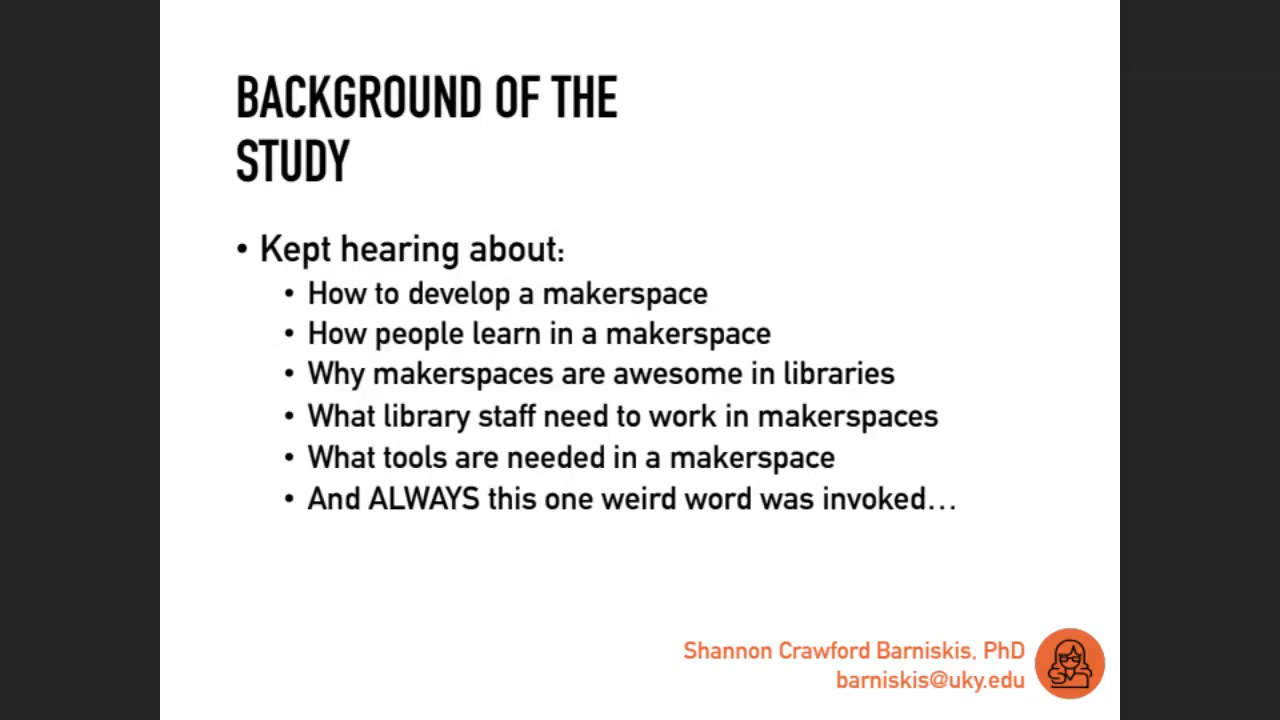 BACKGROUND OF THE
STUDY
• Kept hearing about:
• How to develop a makerspace
• How people learn in a makerspace
• Why makerspaces are awesome in libraries
• What library staff need to work in makerspaces
• What tools are needed in a makerspace
• And ALWAYS this one weird word was invoked…
Shannon Crawford Barniskis, PhD
barniskis@uky.edu